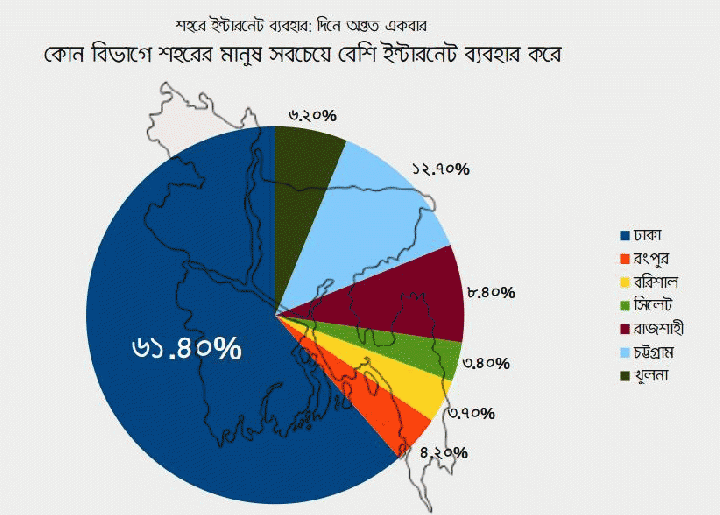 শহরে ইন্টারনেট ব্যবহার: দিনে অন্তত একবার
কোন বিভাগে শহরের মানুষ সবচেয়ে বেশি ইন্টারনেট ব্যবহার করে
৬.২০%
১২.৭০%
৮.৪০%
৩.৪০%
৩.৭০%
৪.২০%
৬১.৪০%
ঢাকা
রংপুর
বরিশাল
সিলেট
রাজশাহী
চট্টগ্রাম
খুলনা